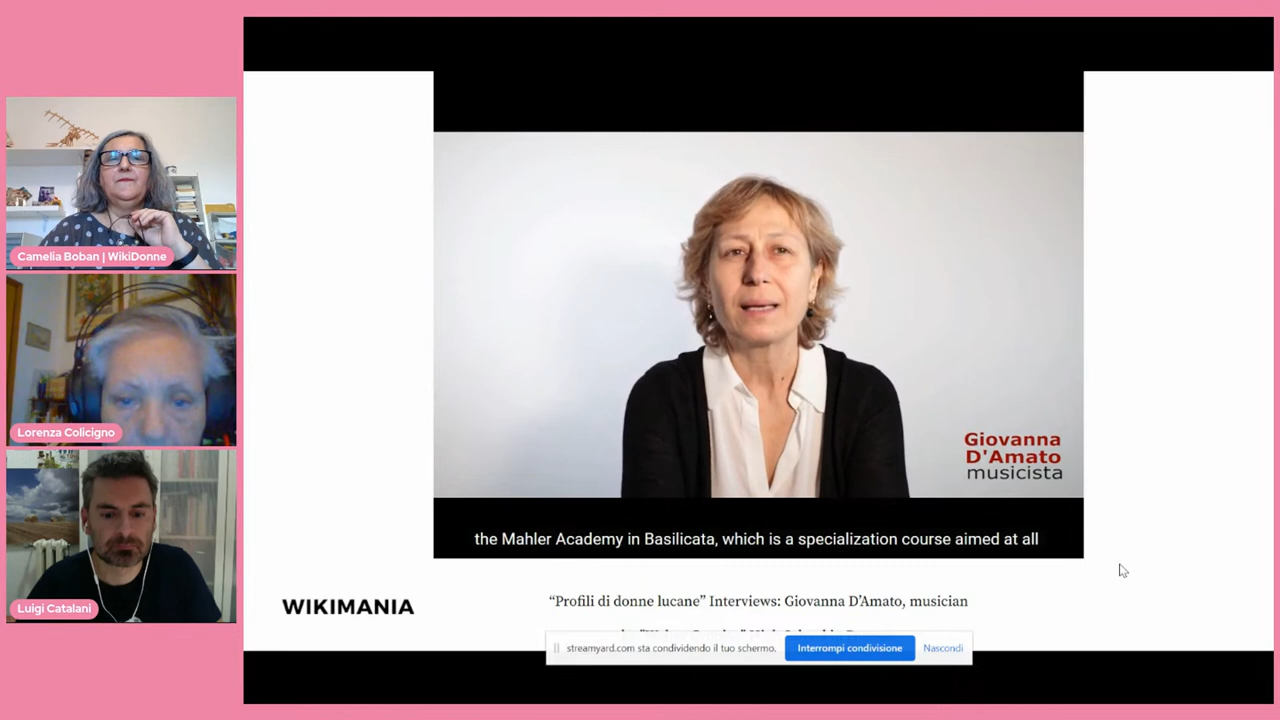 Camelia Boban | WikiDonne
Lorenza Colicigno
Luigi Catalani
Giovanna
D'Amato
musicista
the Mahler Academy in Basilicata, which is a specialization course aimed at all
WIKIMANIA
“Profili di donne lucane” Interviews: Giovanna D’Amato, musician
streamyard.com sta condividendo il tuo schermo.
Interrompi condivisione
Nascondi